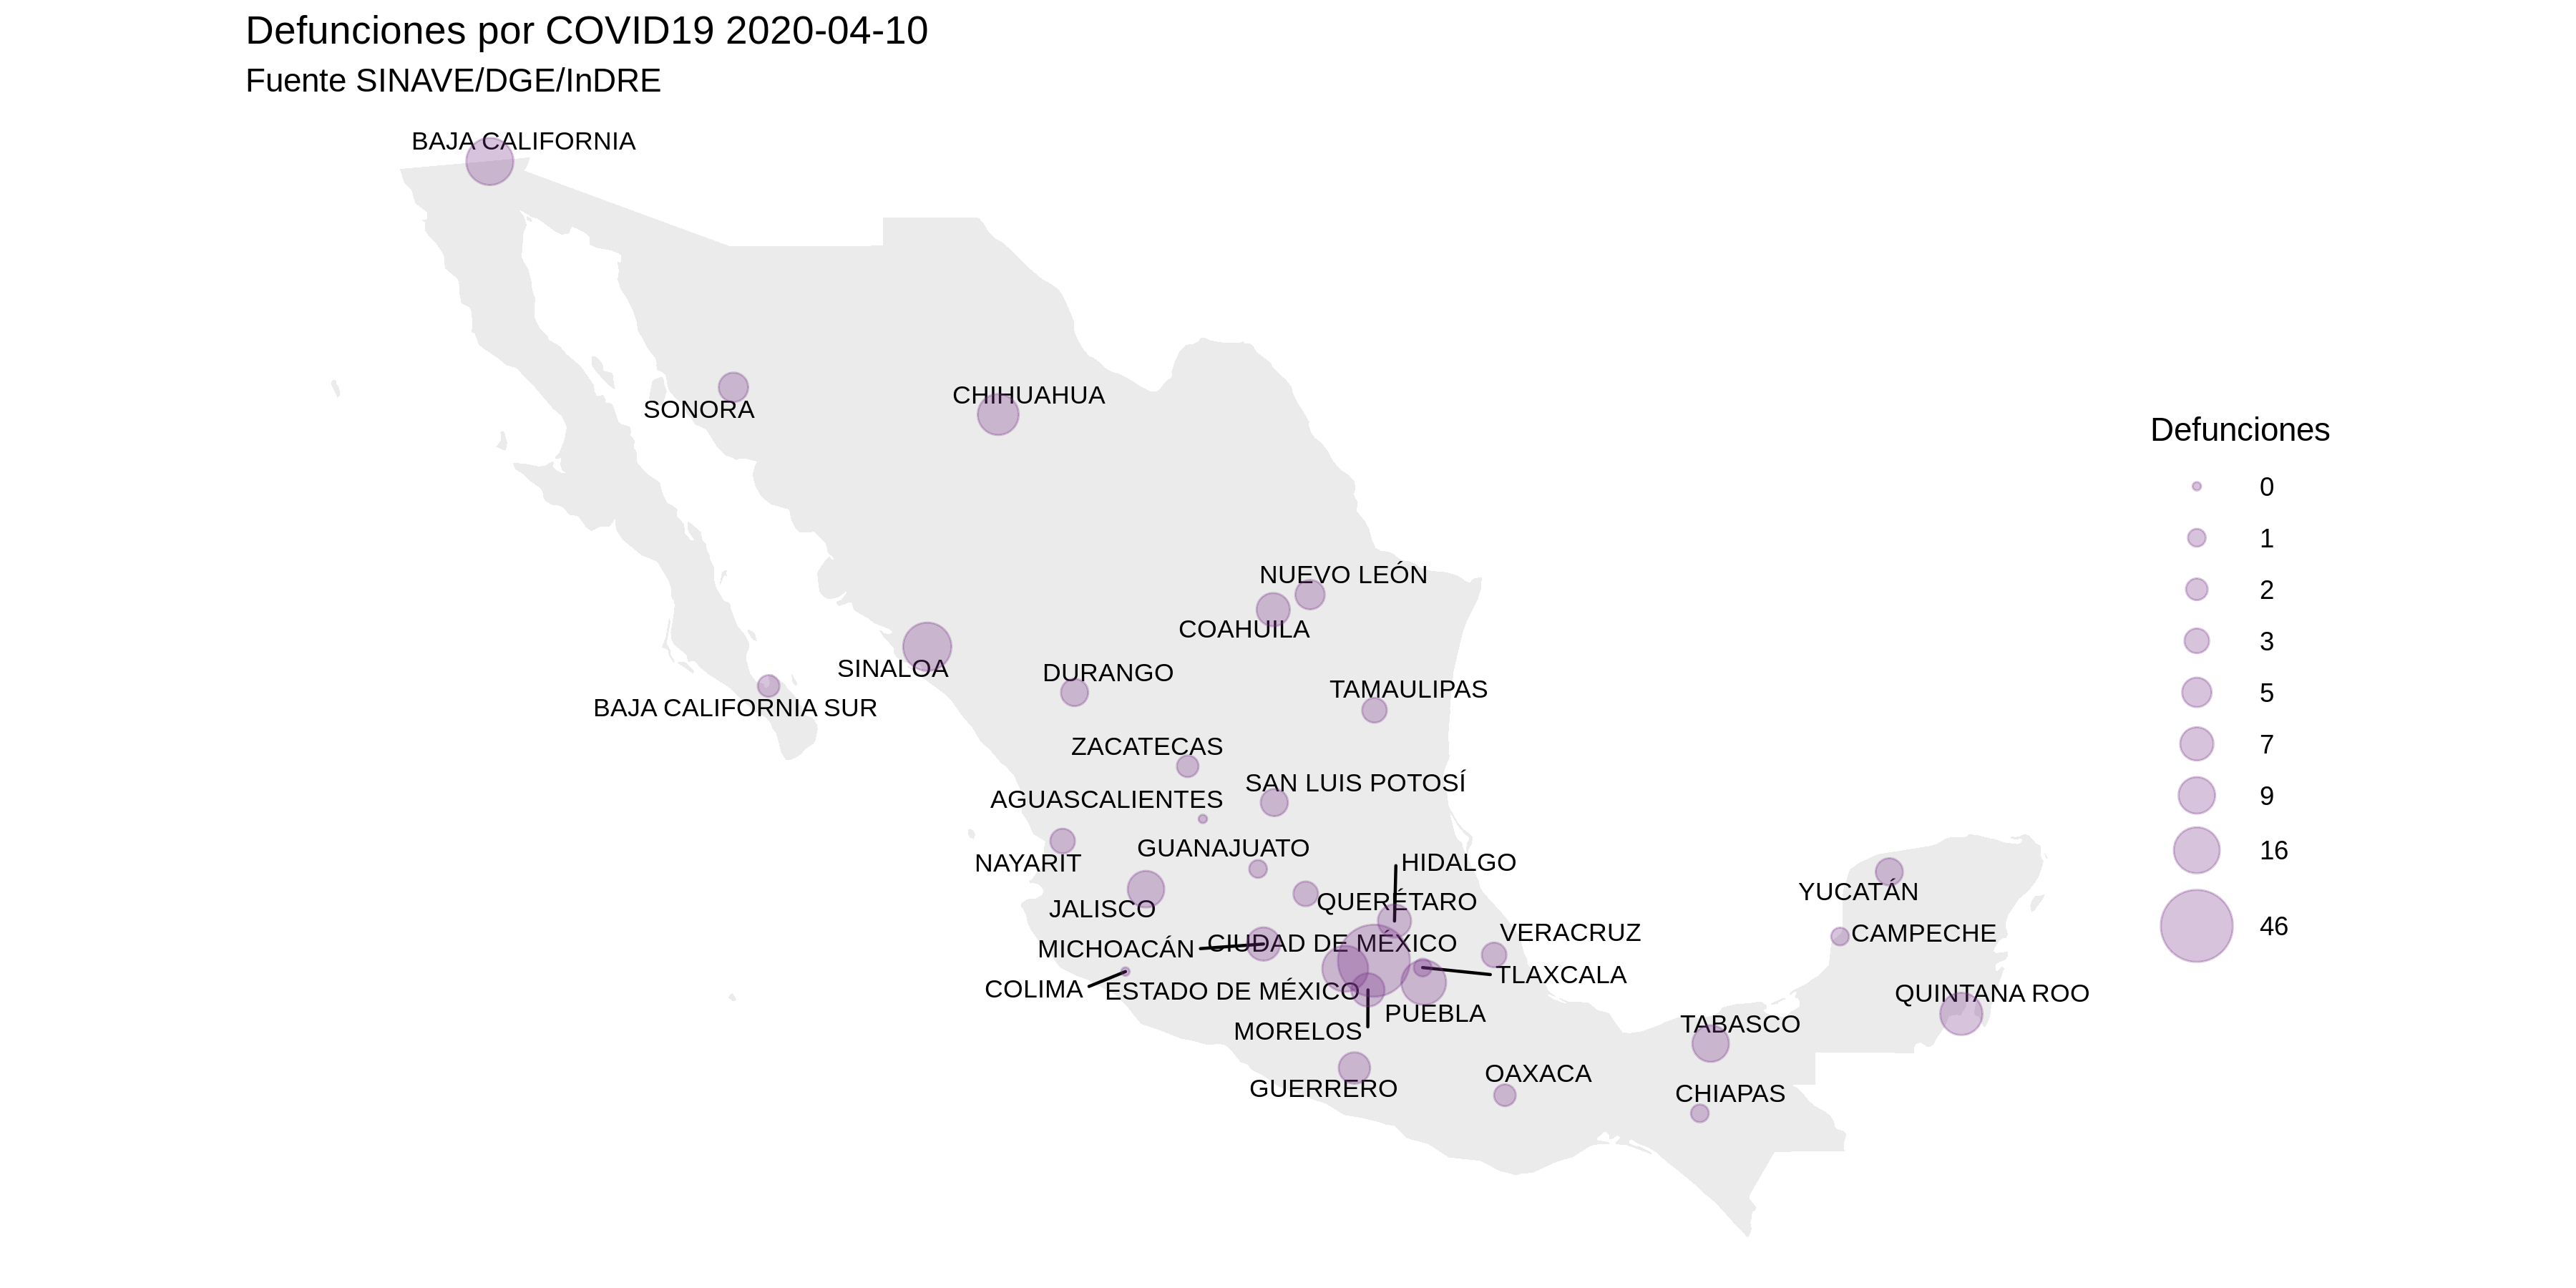 Defunciones por COVID19 2020-04-10
Fuente SINAVE/DGE/InDRE
BAJA CALIFORNIA
SONORA
CHIHUAHUA
NUEVO LEÓN
COAHUILA
SINALOA
DURANGO
TAMAULIPAS
BAJA CALIFORNIA SUR
ZACATECAS
SAN LUIS POTOSÍ
AGUASCALIENTES
NAYARIT
GUANAJUATO
HIDALGO
JALISCO
QUERÉTARO
MICHOACÁN
CIUDAD DE MÉXICO
VERACRUZ
TLAXCALA
COLIMA
ESTADO DE MÉXICO
PUEBLA
MORELOS
GUERRERO
OAXACA
YUCATÁN
CAMPECHE
QUINTANA ROO
TABASCO
CHIAPAS
Defunciones
0
1
2
3
5
7
9
16
46